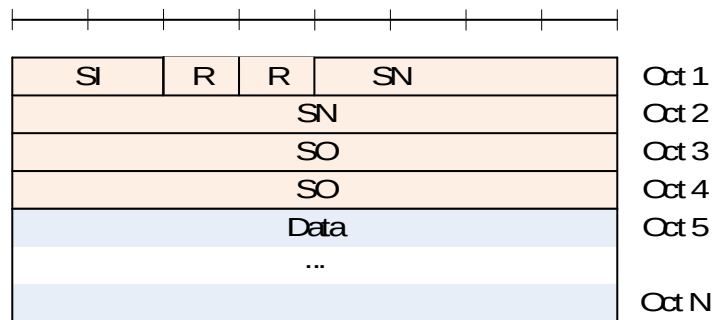 SI R R SN Oct 1
SN Oct 2
SO Oct 3
SO Oct 4
Data Oct 5
...
Oct N